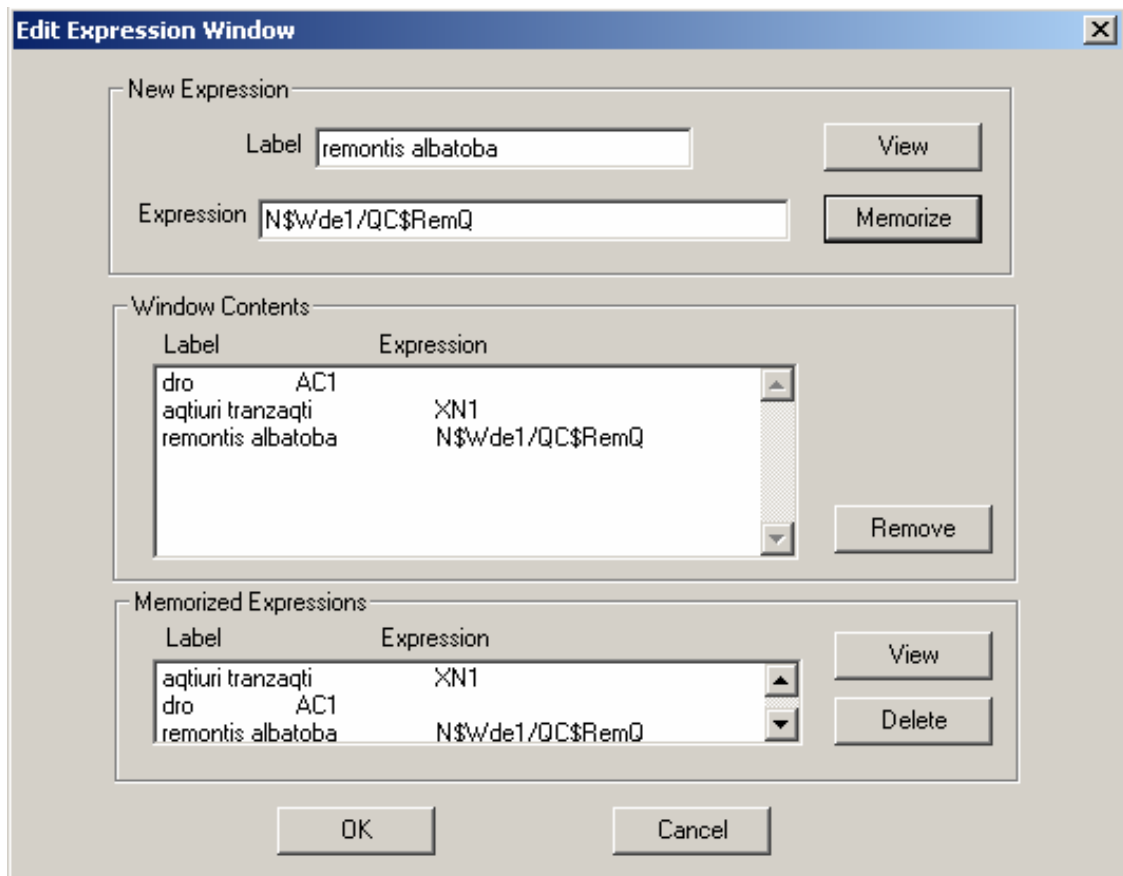 Edit Expression Window
New Expression
Label remontis albatoba View
Expression N$Wde1/QC$RemQ Memorize
Window Contents
Label Expression
dro AC1
aqtiuri tranzaqti XN1
remontis albatoba N$Wde1/QC$RemQ
Remove
Memorized Expressions
Label Expression
View
aqtiuri tranzaqti XN1
dro AC1
Delete
remontis albatoba N$Wde1/QC$RemQ
OK Cancel